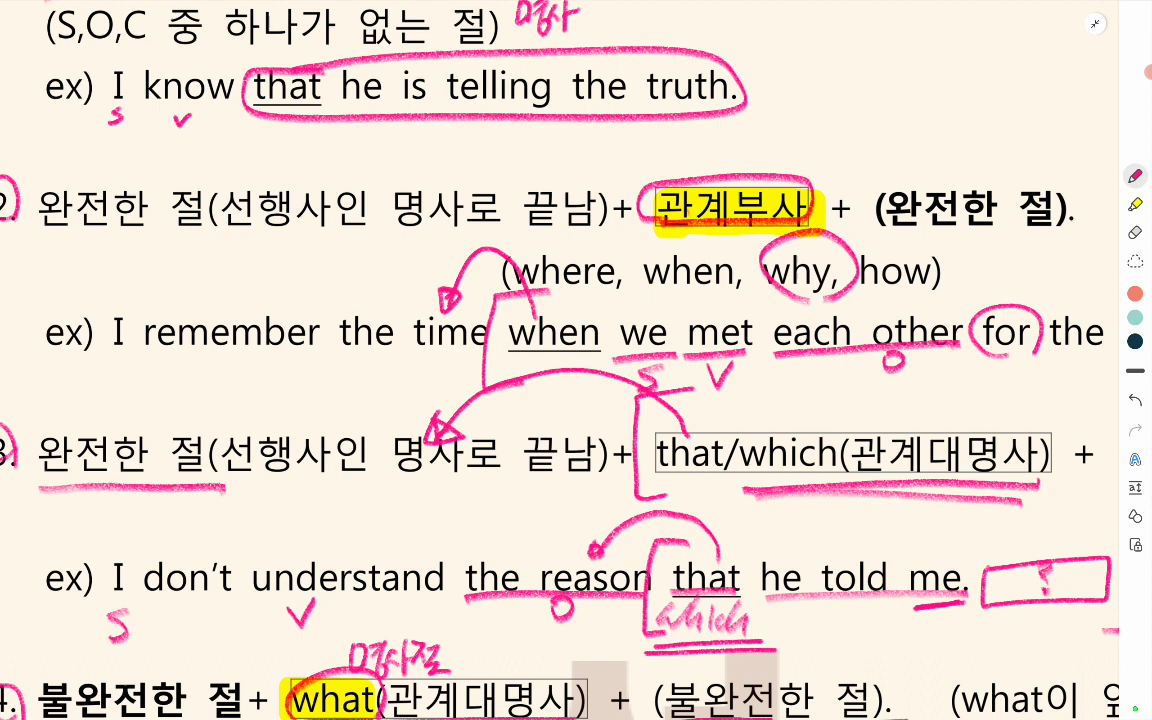 (S,O,C 중 하나가 없는 절) 명사
ex) I know that he is telling the truth.
s v
2. 완전한 절(선행사인 명사로 끝남)+ 관계부사 + (완전한 절).
(where, when, why, how)
ex) I remember the time when we met each other for the
S V O
3. 완전한 절(선행사인 명사로 끝남)+ that/which(관계대명사) +
ex) I don't understand the reason that he told me. ?
S V O which
명사절
4. 불완전한 절+ what(관계대명사) + (불완전한 절). (what이